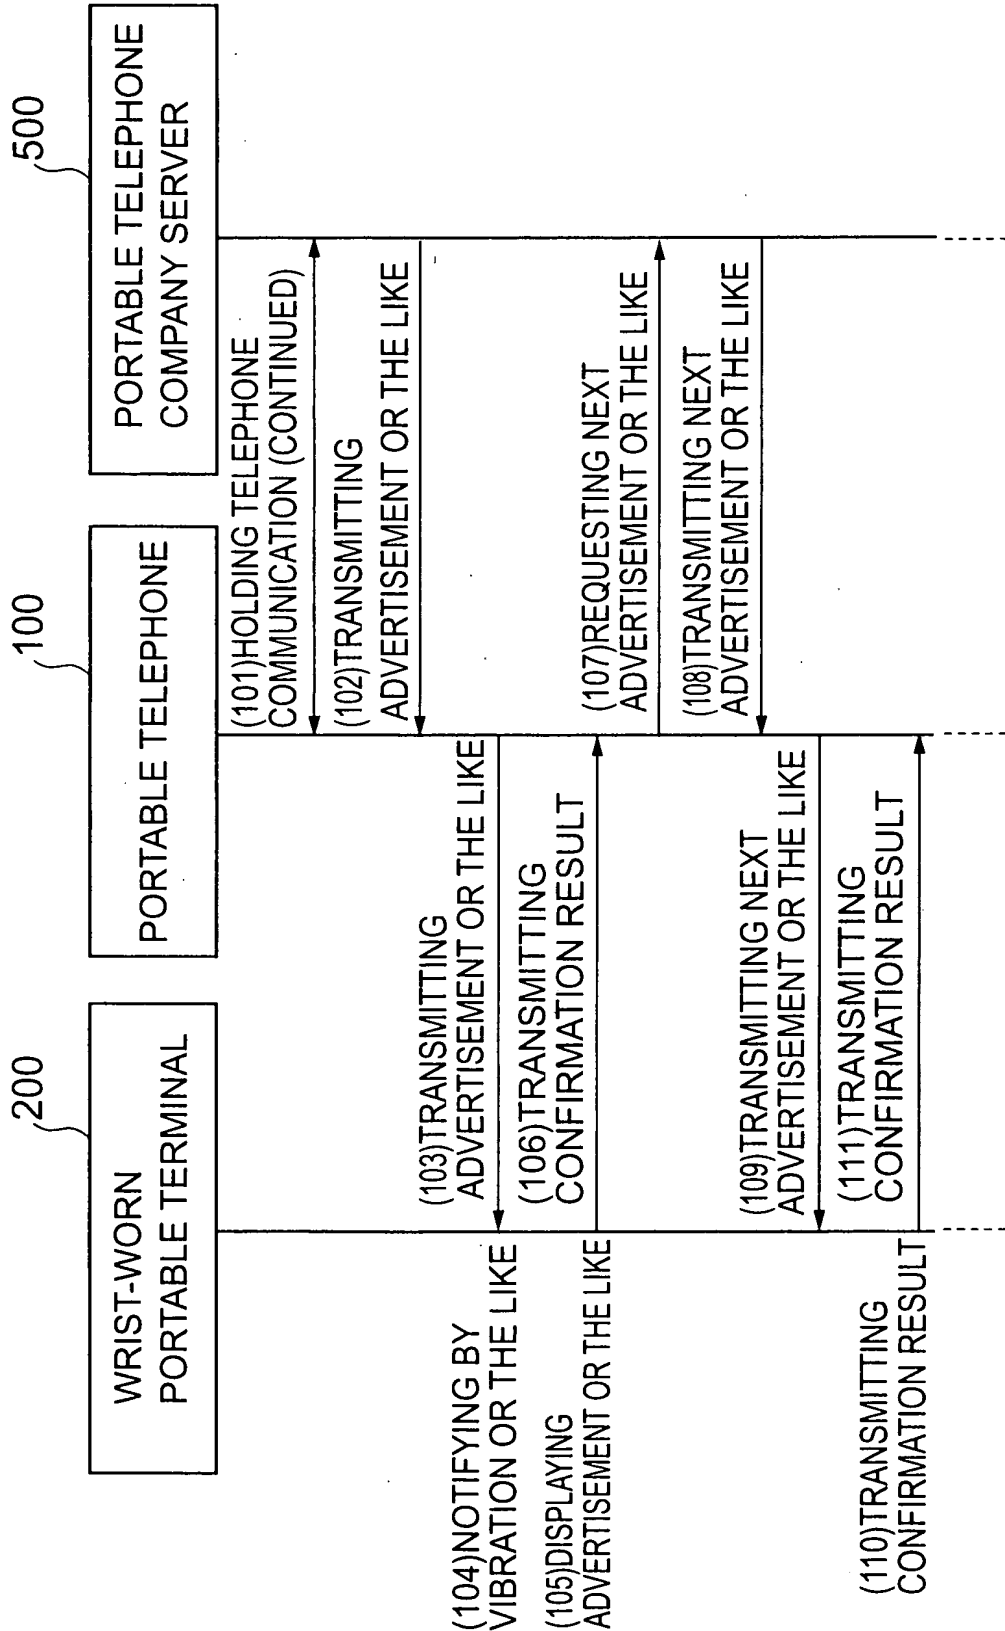 200
WRIST-WORN
PORTABLE TERMINAL
100
PORTABLE TELEPHONE
500
PORTABLE TELEPHONE
COMPANY SERVER
(101)HOLDING TELEPHONE
COMMUNICATION (CONTINUED)
(102)TRANSMITTING
ADVERTISEMENT OR THE LIKE
(103)TRANSMITTING
ADVERTISEMENT OR THE LIKE
(104)NOTIFYING BY
VIBRATION OR THE LIKE
(105)DISPLAYING
ADVERTISEMENT OR THE LIKE
(106)TRANSMITTING
CONFIRMATION RESULT
(107)REQUESTING NEXT
ADVERTISEMENT OR THE LIKE
(108)TRANSMITTING NEXT
ADVERTISEMENT OR THE LIKE
(109)TRANSMITTING NEXT
ADVERTISEMENT OR THE LIKE
(110)TRANSMITTING
CONFIRMATION RESULT
(111)TRANSMITTING
CONFIRMATION RESULT